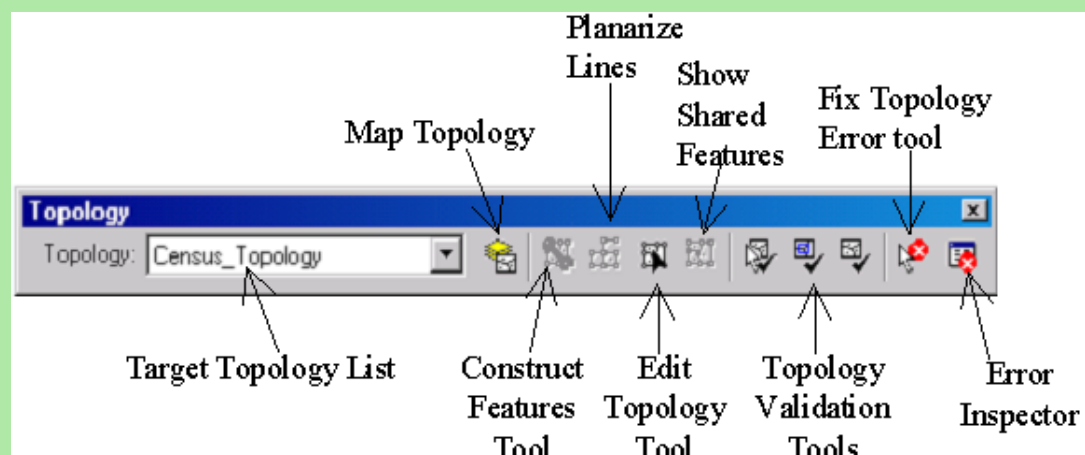 Planarize
Lines
Show
Shared
Features
Fix Topology
Error tool
Map Topology
Topology
Topology: Census_Topology
Target Topology List
Construct
Features
Tool
Edit
Topology
Tool
Topology
Validation
Tools
Error
Inspector